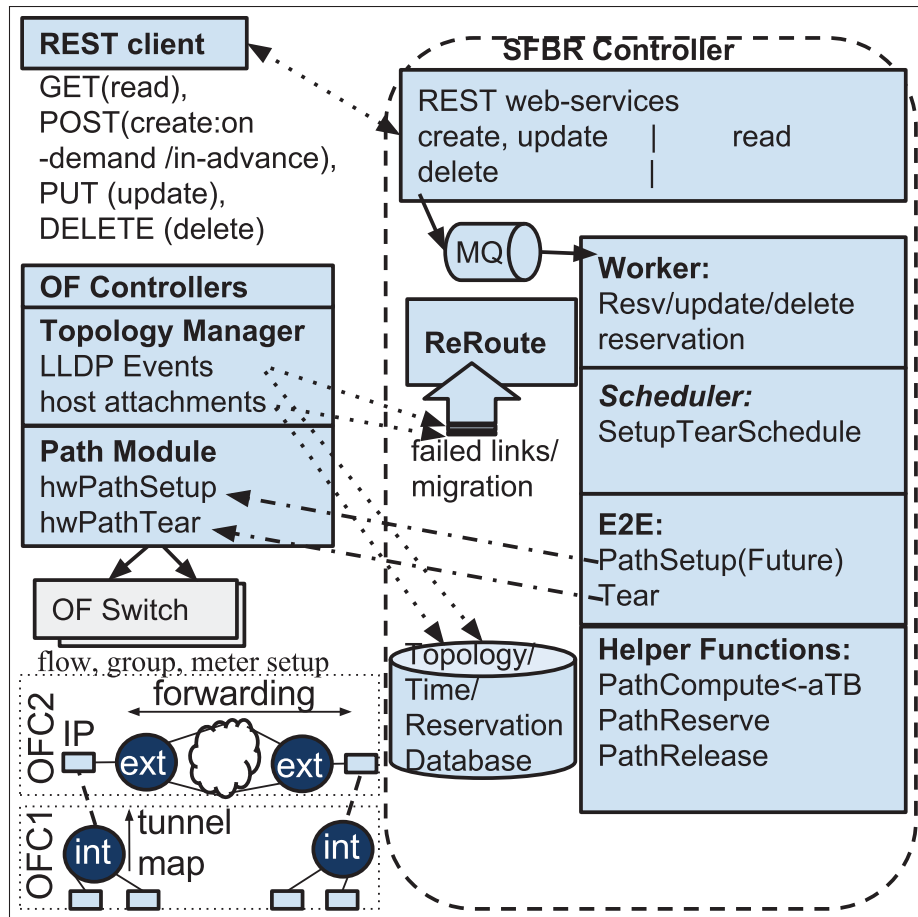 REST client
GET(read),
POST(create:on
-demand /in-advance),
PUT (update),
DELETE (delete)
SFBR Controller
REST web-services
create, update | read
delete |
MQ
Worker:
Resv/update/delete
reservation
Scheduler:
SetupTearSchedule
E2E:
PathSetup(Future)
Tear
Helper Functions:
PathCompute<-aTB
PathReserve
PathRelease
ReRoute
failed links/
migration
OF Controllers
Topology Manager
LLDP Events
host attachments
Path Module
hwPathSetup
hwPathTear
OF Switch
flow, group, meter setup
Topology/
Time/
Reservation
Database
OFC2
forwarding
IP
ext
ext
OFC1
int
tunnel
map
int